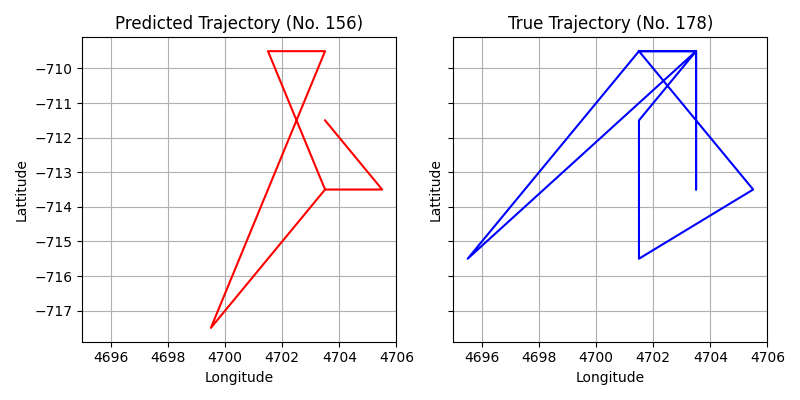 Predicted Trajectory (No. 156)
Lattitude
−710
−711
−712
−713
−714
−715
−716
−717
4696 4698 4700 4702 4704 4706
Longitude
True Trajectory (No. 178)
Lattitude
4696 4698 4700 4702 4704 4706
Longitude